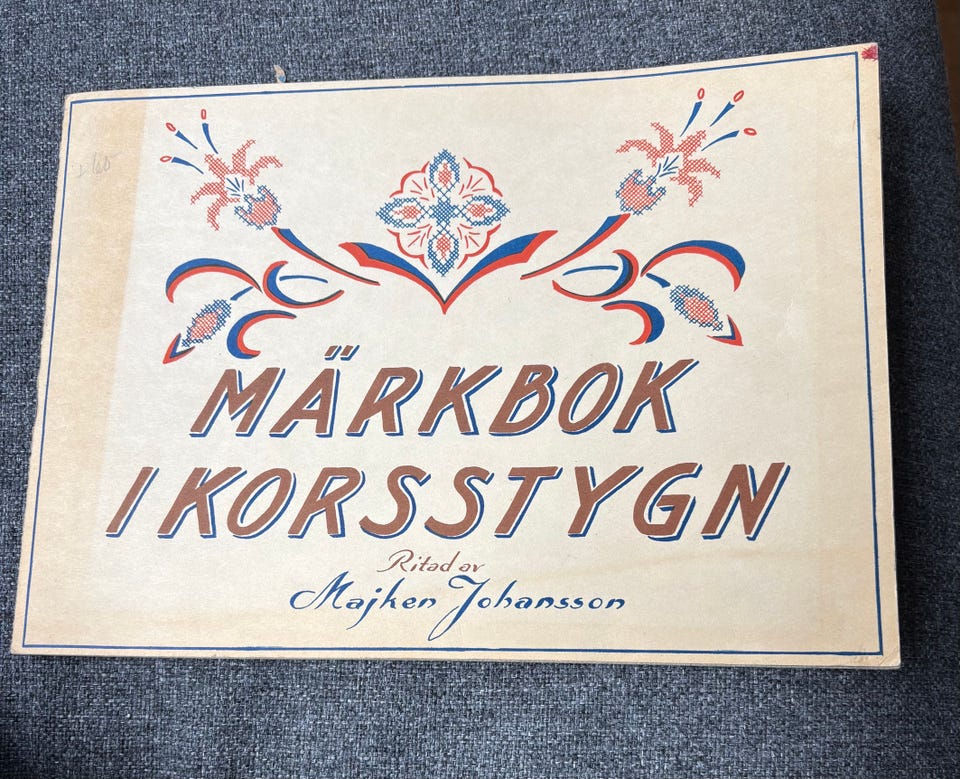 MÄRKBOK
I KORSSTYGN
Ritad av
Majken Johansson